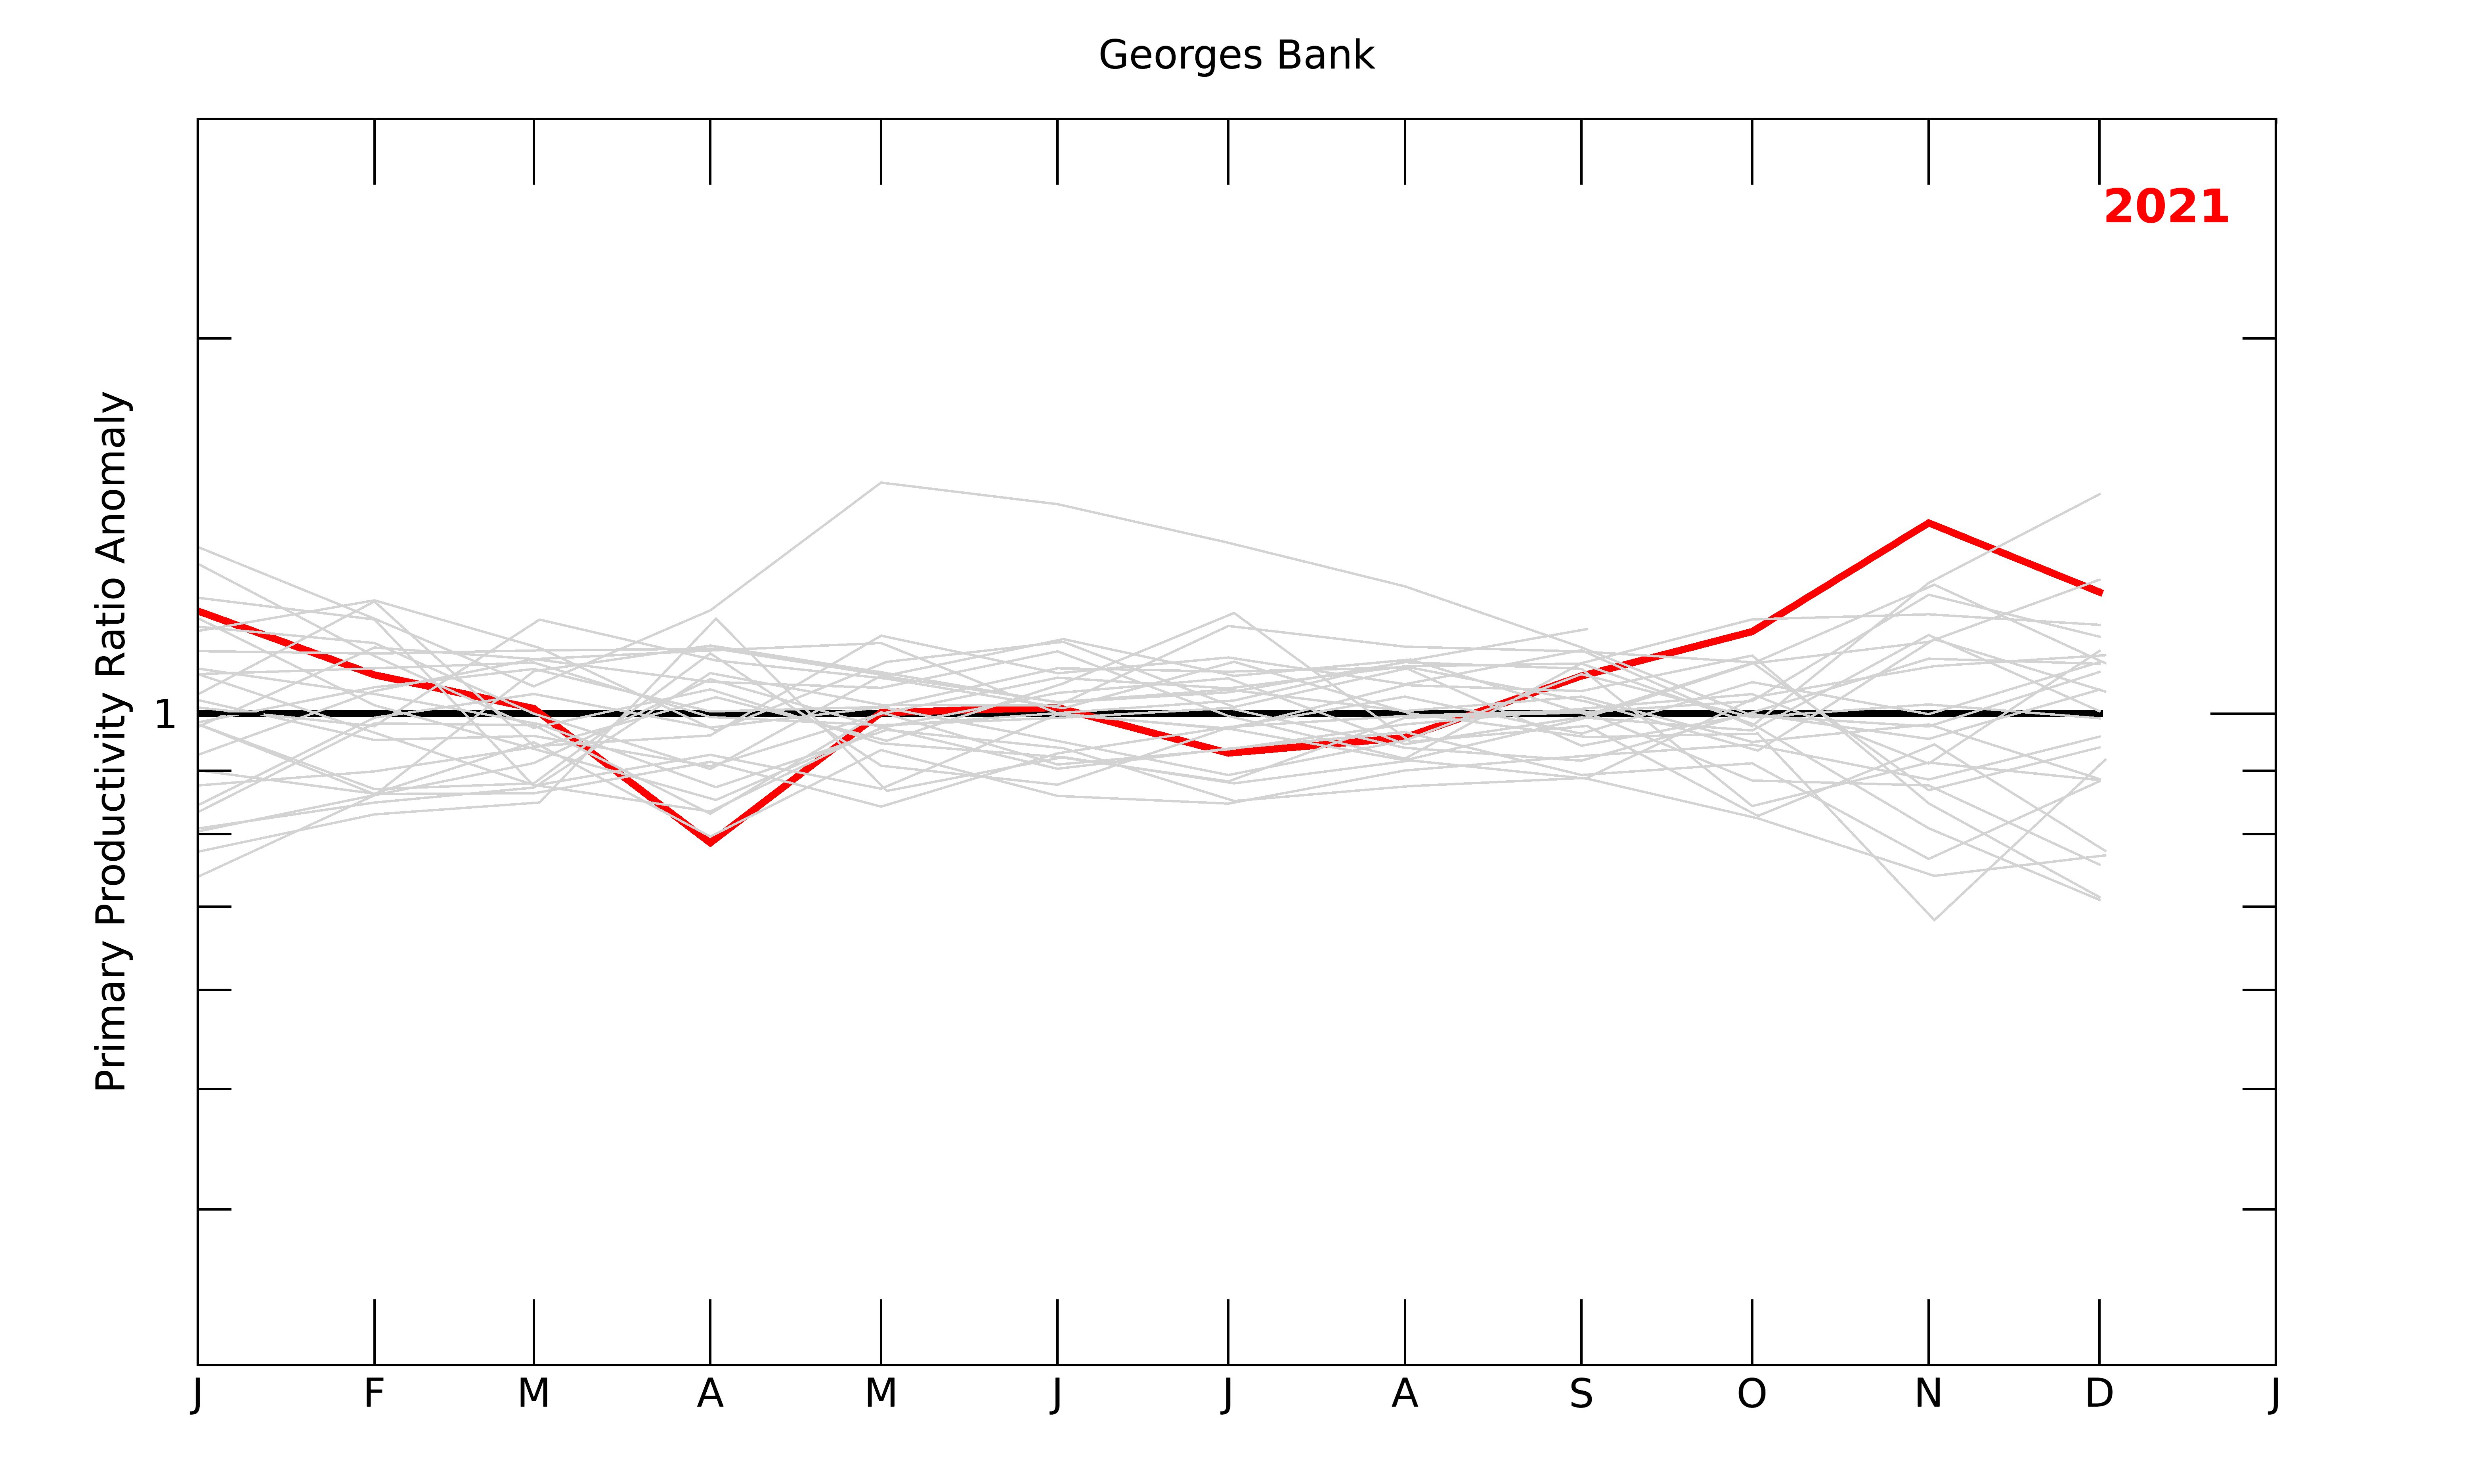 Georges Bank
2021
Primary Productivity Ratio Anomaly
1
J F M A M J J A S O N D J